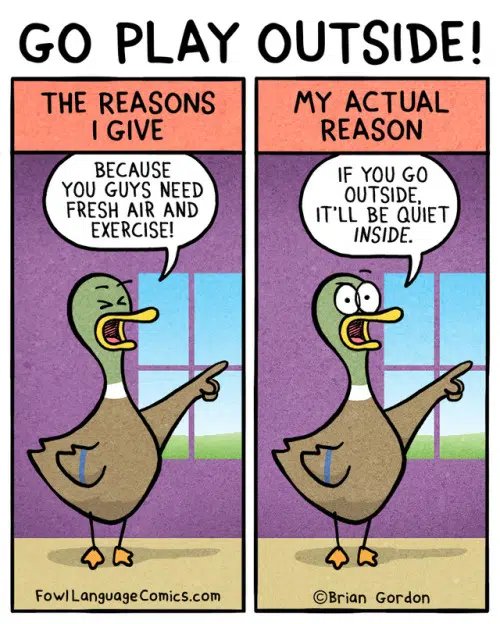 GO PLAY OUTSIDE!
THE REASONS
I GIVE
BECAUSE
YOU GUYS NEED
FRESH AIR AND
EXERCISE!
MY ACTUAL
REASON
IF YOU GO
OUTSIDE,
IT'LL BE QUIET
INSIDE.
FowlLanguageComics.com
©Brian Gordon